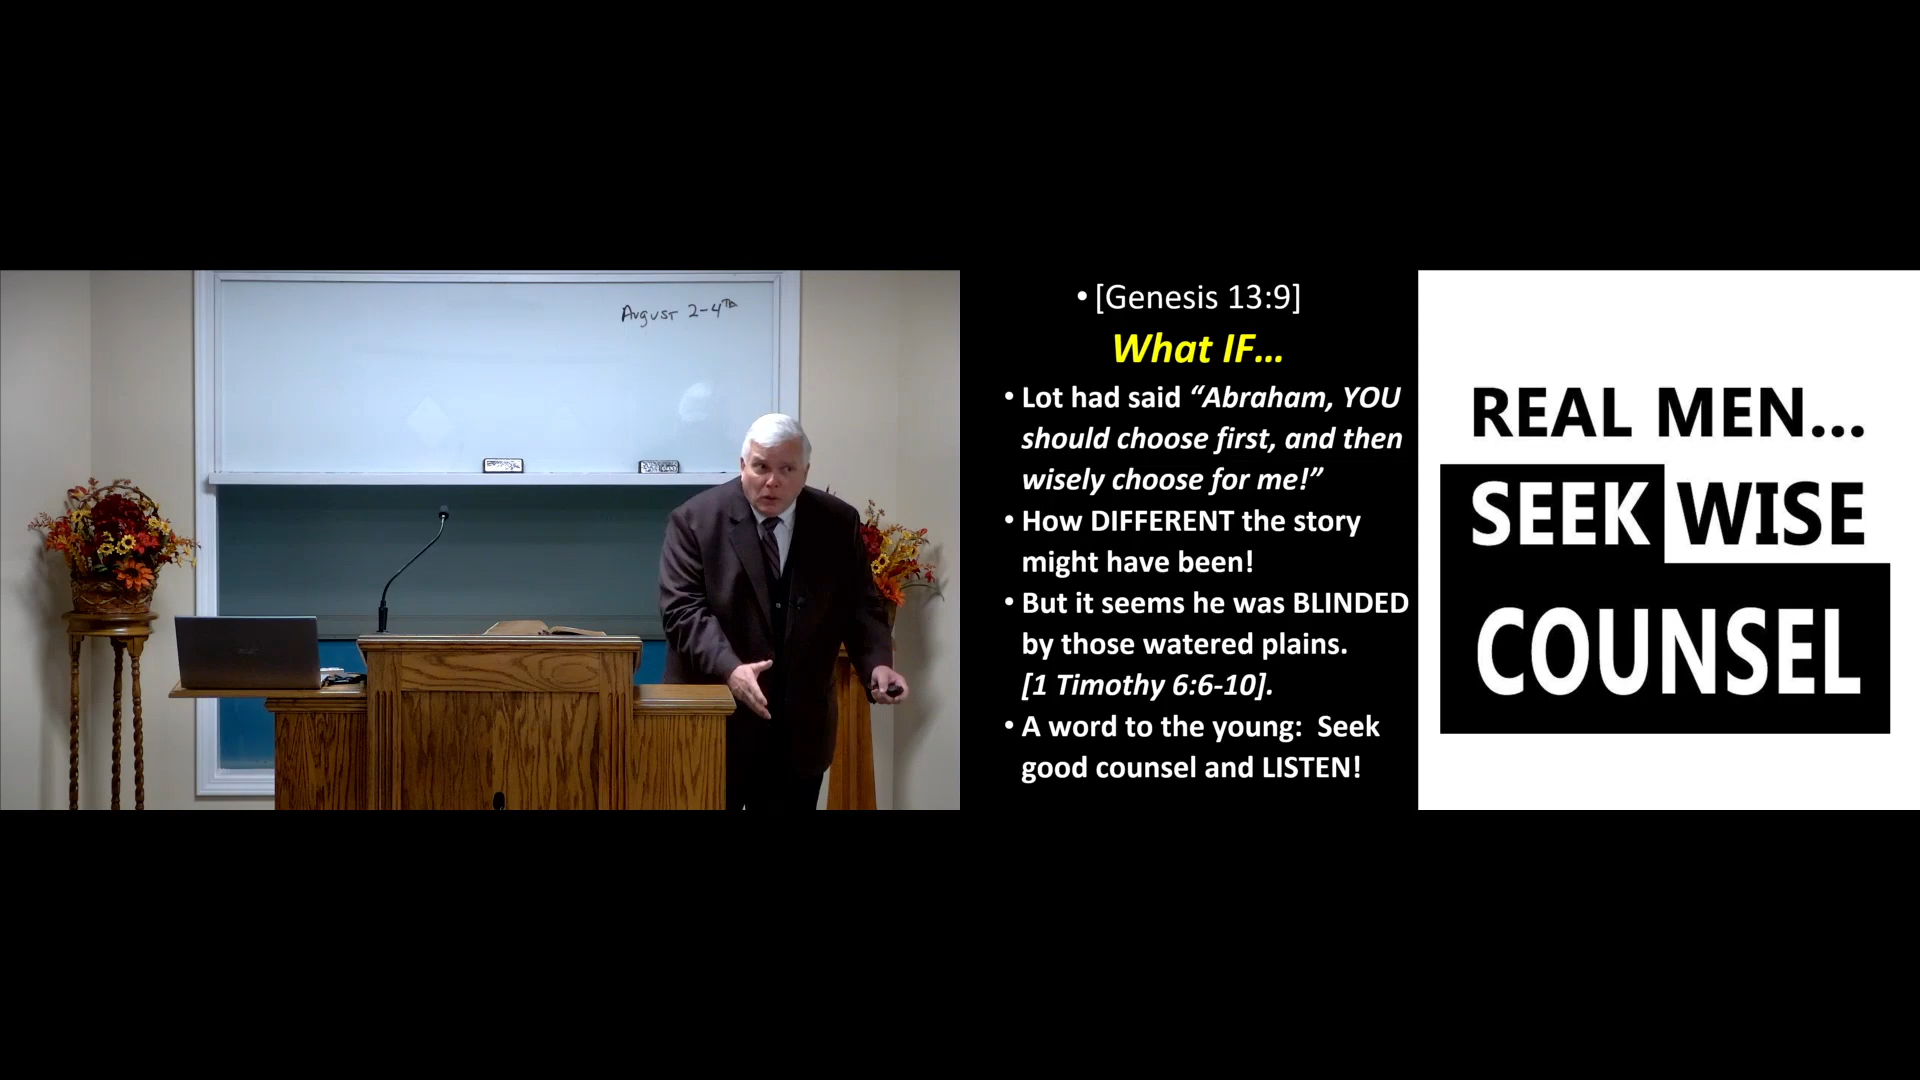 August 2-4TH
• [Genesis 13:9]
What IF...
• Lot had said “Abraham, YOU
should choose first, and then
wisely choose for me!”
• How DIFFERENT the story
might have been!
• But it seems he was BLINDED
by those watered plains.
[1 Timothy 6:6-10].
• A word to the young:  Seek
good counsel and LISTEN!
REAL MEN...
SEEK WISE
COUNSEL